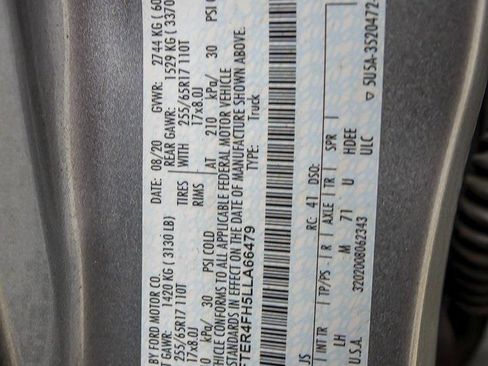 BY FORD MOTOR CO.
DATE: 08/20 GVWR: 2744 KG (
1420 KG ( 3130 LB) REAR GAWR: 1529 KG ( 3370
255/65R17 110T TIRES WITH 255/65R17 110T
17x8.0J RIMS 17x8.0J
kPa/ 30 PSI COLD AT 210 kPa/ 30 PSI
VEHICLE CONFORMS TO ALL APPLICABLE FEDERAL MOTOR VEHICLE
STANDARDS IN EFFECT ON THE DATE OF MANUFACTURE SHOWN ABOVE.
FTER4FH5LLA66479 TYPE: Truck
RC: 41 DSO:
INT TR TP/PS R AXLE TR SPR
LH M 71 U HDEE
U.S.A. 3202008062343 ULC
▽ 5U5A-3520472-